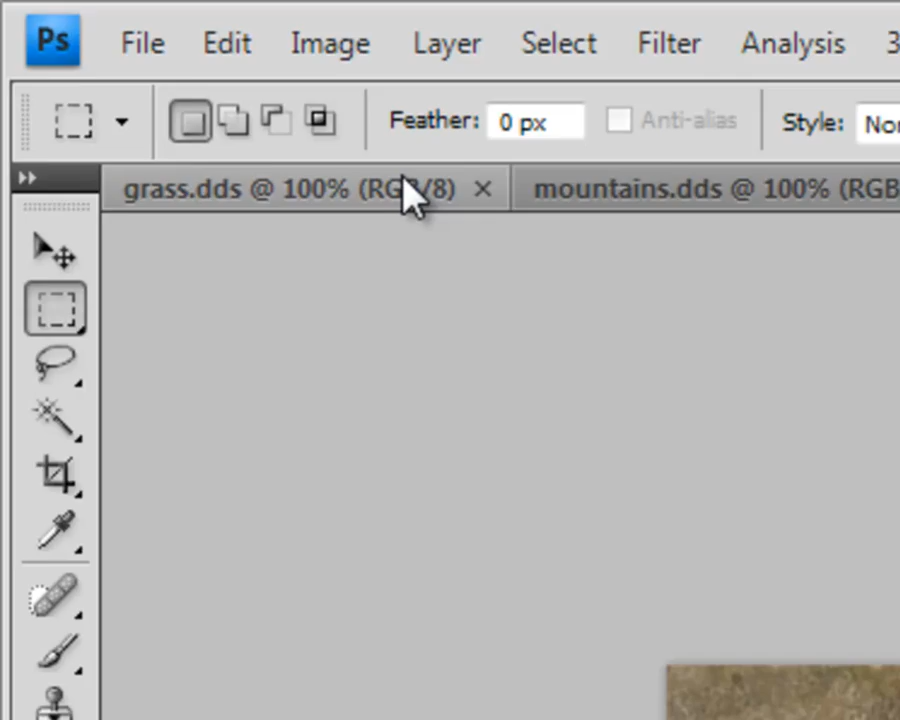 Ps File Edit Image Layer Select Filter Analysis 3
Feather: 0 px Anti-alias Style: Nor
grass.dds @ 100% (RGB/8) × mountains.dds @ 100% (RGB